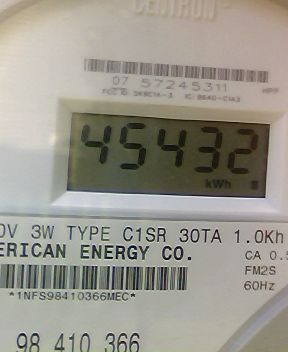 CENTRON
07 57245311
45432
kWh
0V 3W TYPE C1SR 30TA 1.0Kh
ERICAN ENERGY CO.
CA 0.5
FM2S
*1NFS98410366MEC*
60Hz
98 410 366